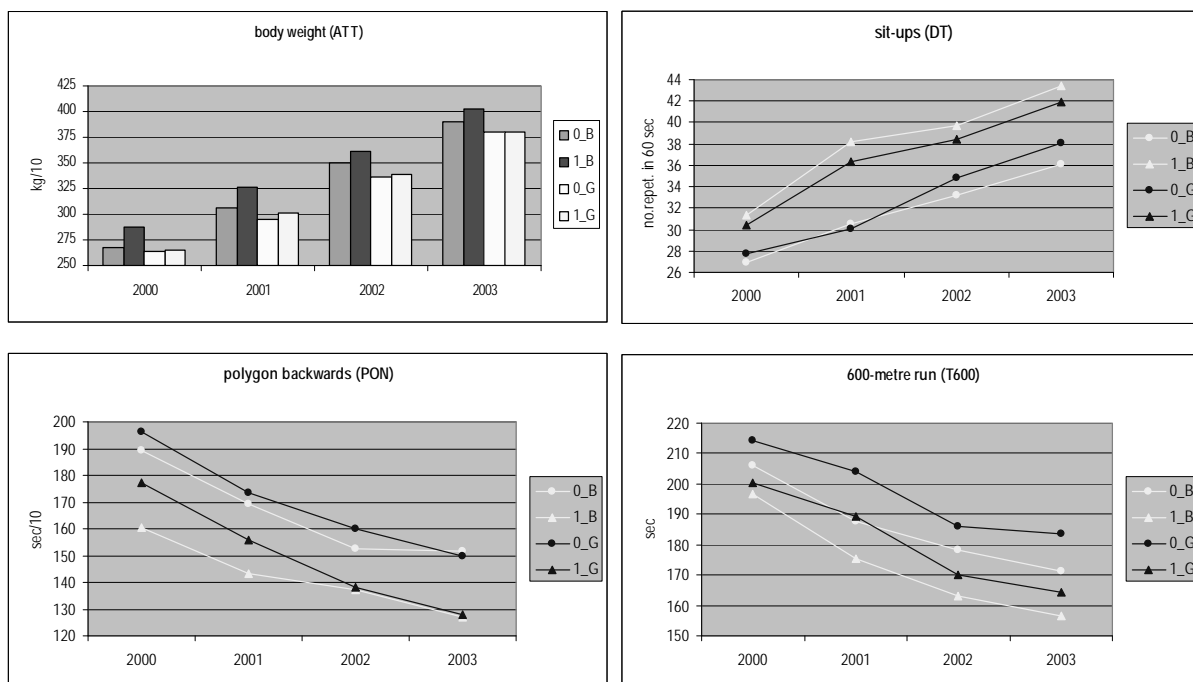 body weight (ATT)
kg/10
425
400
375
350
325
300
275
250
2000 2001 2002 2003
0_B
1_B
0_G
1_G
sit-ups (DT)
no.repet. in 60 sec
44
42
40
38
36
34
32
30
28
26
2000 2001 2002 2003
0_B
1_B
0_G
1_G
polygon backwards (PON)
sec/10
200
190
180
170
160
150
140
130
120
2000 2001 2002 2003
0_B
1_B
0_G
1_G
600-metre run (T600)
sec
220
210
200
190
180
170
160
150
2000 2001 2002 2003
0_B
1_B
0_G
1_G